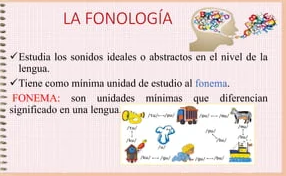 LA FONOLOGÍA
✓Estudia los sonidos ideales o abstractos en el nivel de la
lengua.
✓Tiene como mínima unidad de estudio al fonema.
FONEMA: son unidades mínimas que diferencian
significado en una lengua.